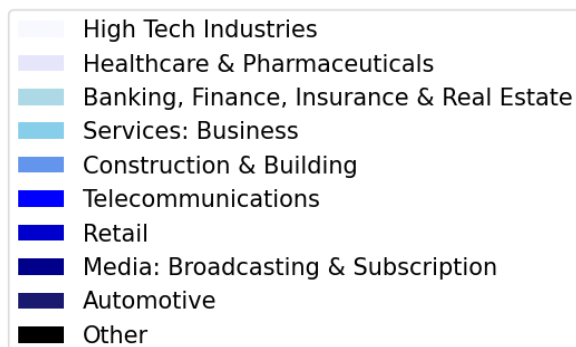 High Tech Industries
Healthcare & Pharmaceuticals
Banking, Finance, Insurance & Real Estate
Services: Business
Construction & Building
Telecommunications
Retail
Media: Broadcasting & Subscription
Automotive
Other